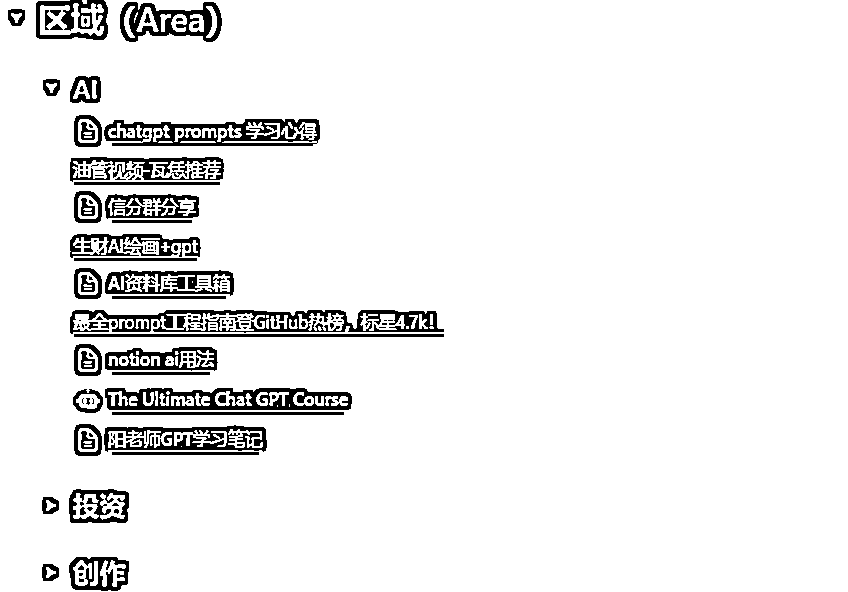 区域（Area）
AI
chatgpt prompts 学习心得
油管视频-瓦恁推荐
信分群分享
生财AI绘画+gpt
AI资料库工具箱
最全prompt工程指南登GitHub热榜，标星4.7k！
notion ai用法
The Ultimate Chat GPT Course
阳老师GPT学习笔记
投资
创作